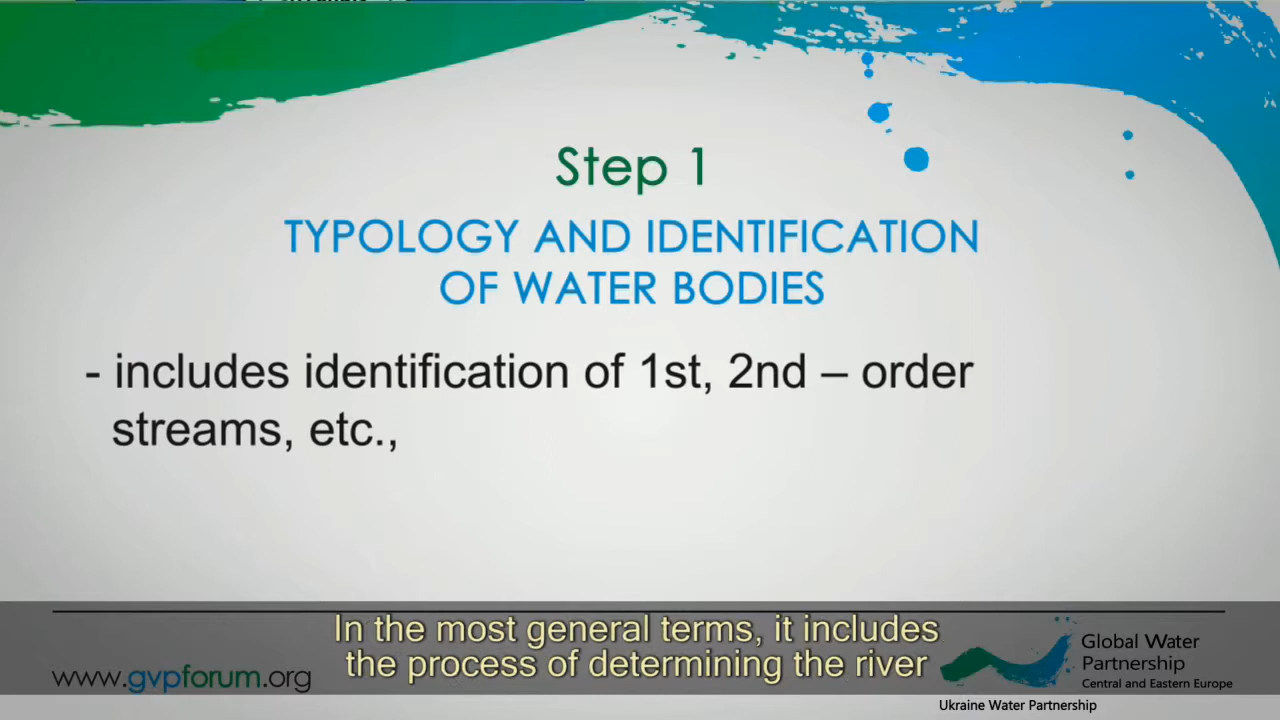 Step 1
TYPOLOGY AND IDENTIFICATION
OF WATER BODIES
- includes identification of 1st, 2nd – order
streams, etc.,
In the most general terms, it includes
the process of determining the river
www.gvpforum.org
Global Water
Partnership
Central and Eastern Europe
Ukraine Water Partnership